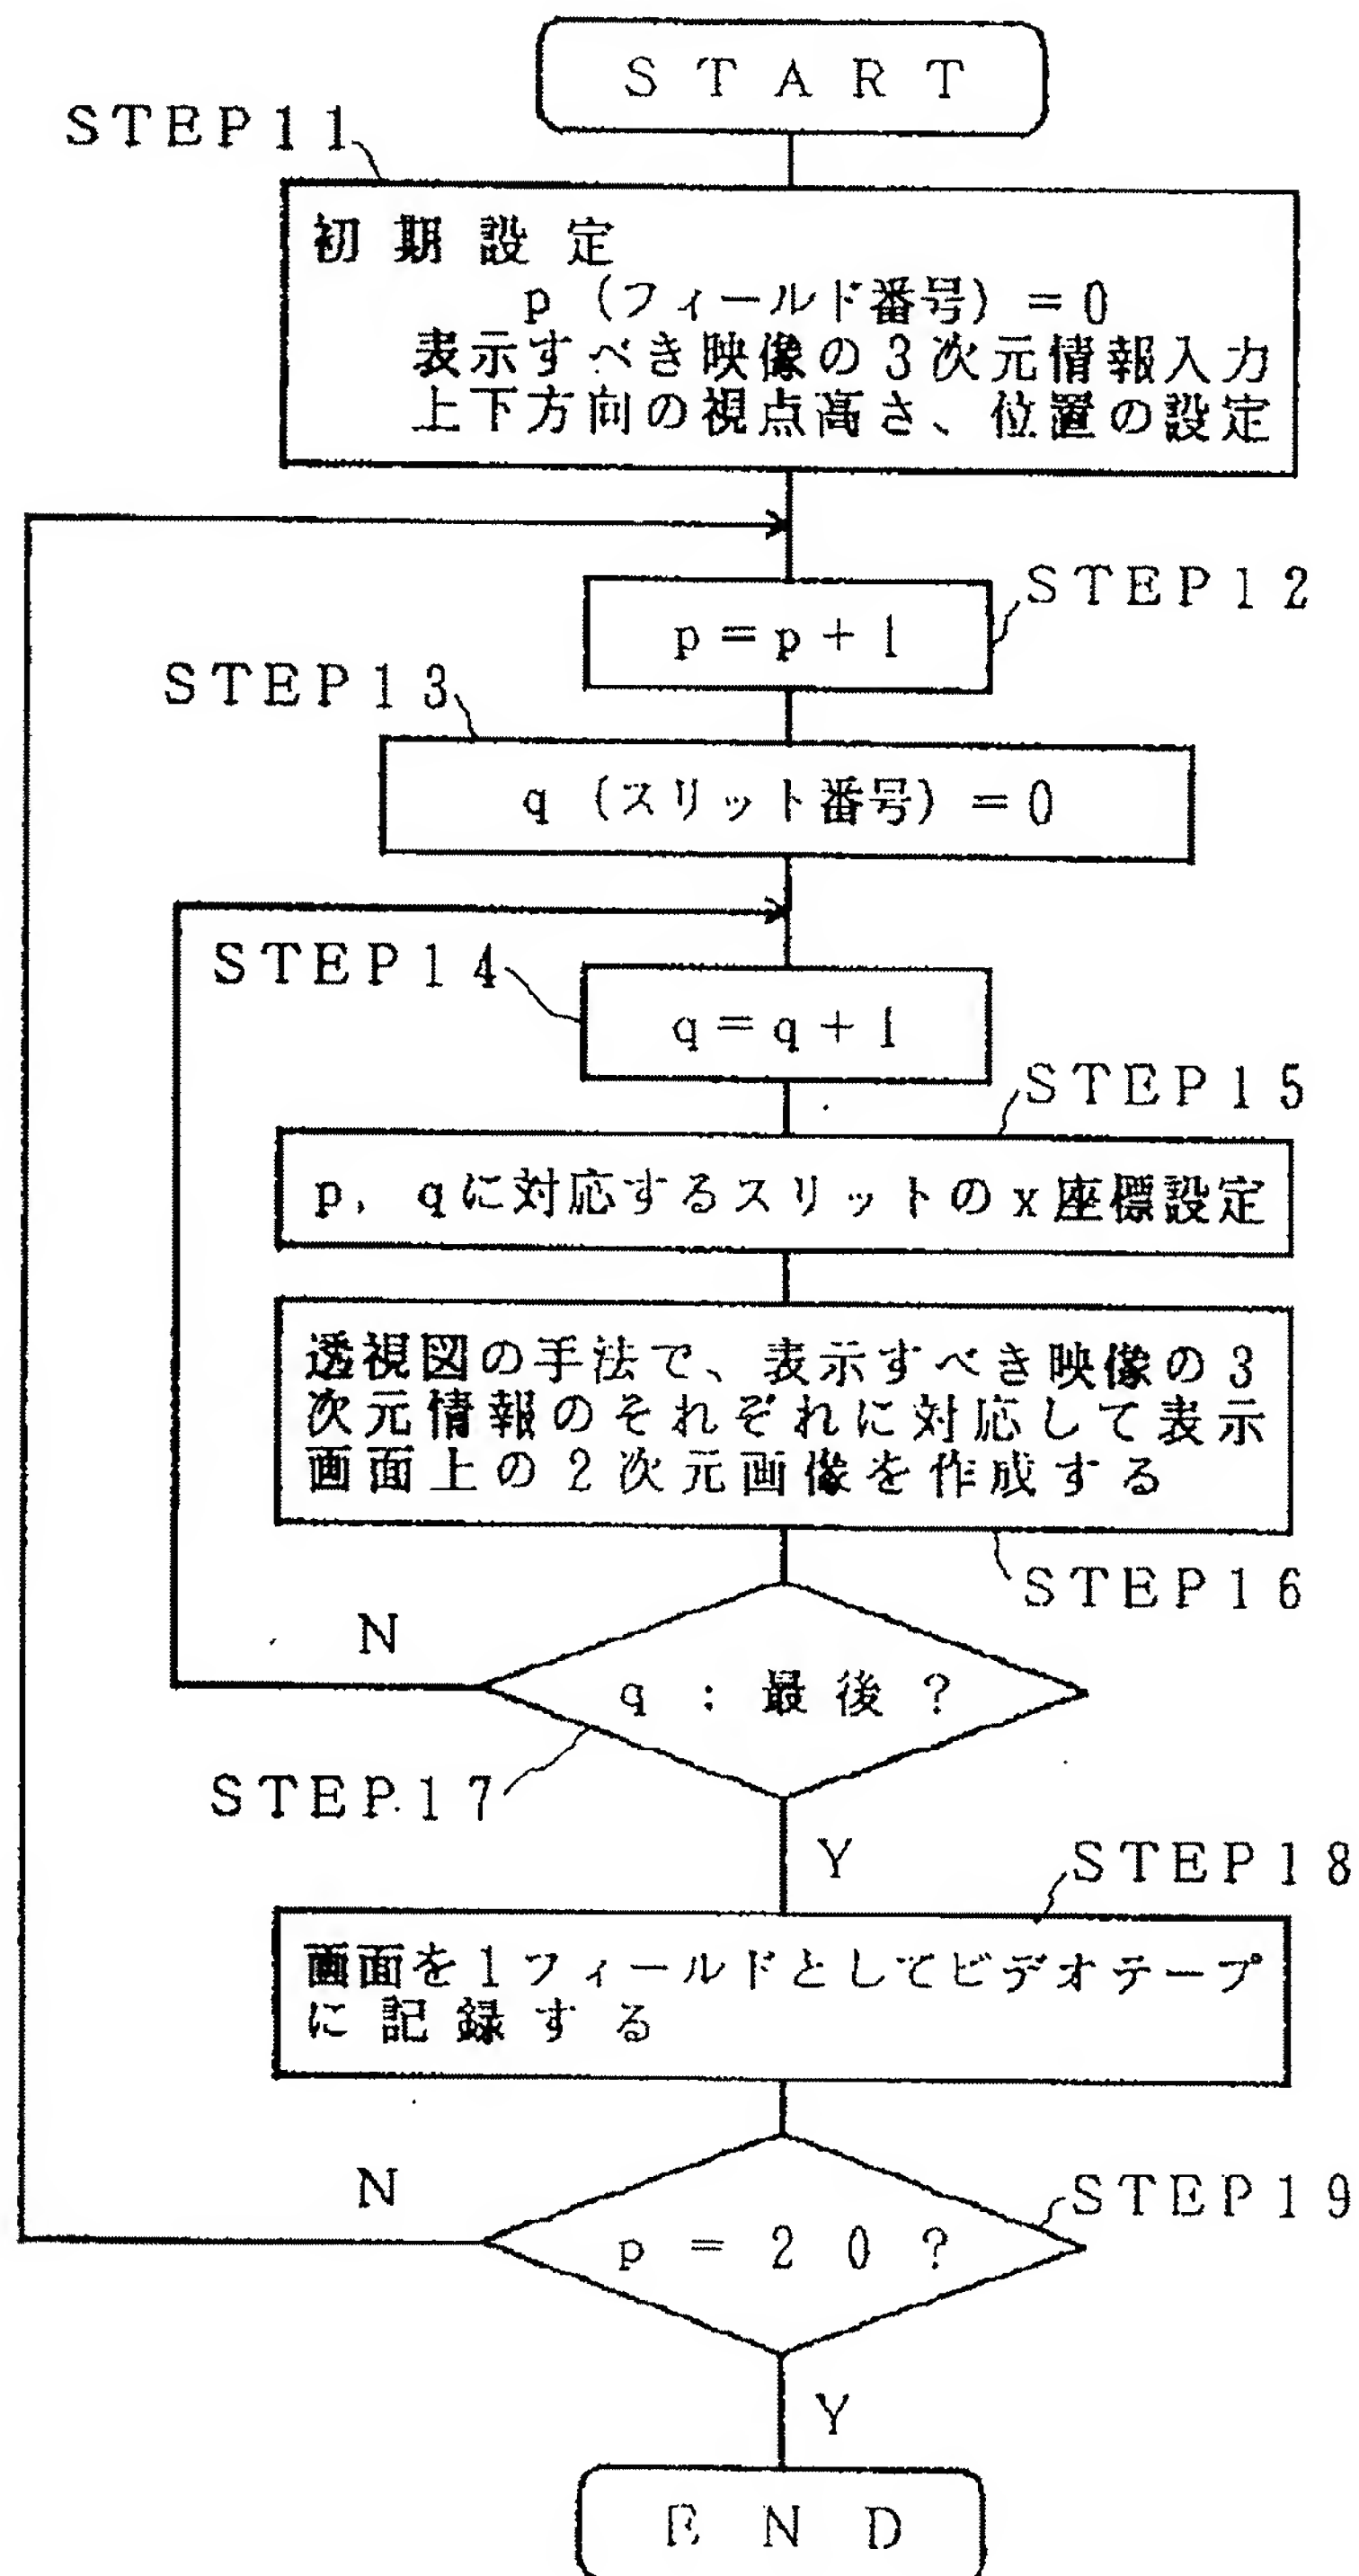 START
STEP11
初期設定
p（フィールド番号）＝0
表示すべき映像の3次元情報入力
上下方向の視点高さ、位置の設定
STEP12
p＝p＋1
STEP13
q（スリット番号）＝0
STEP14
q＝q＋1
STEP15
p，qに対応するスリットのx座標設定
透視図の手法で、表示すべき映像の3
次元情報のそれぞれに対応して表示
画面上の2次元画像を作成する
STEP16
N
q：最後？
STEP17
Y
STEP18
画面を1フィールドとしてビデオテープ
に記録する
N
STEP19
p＝20？
Y
END